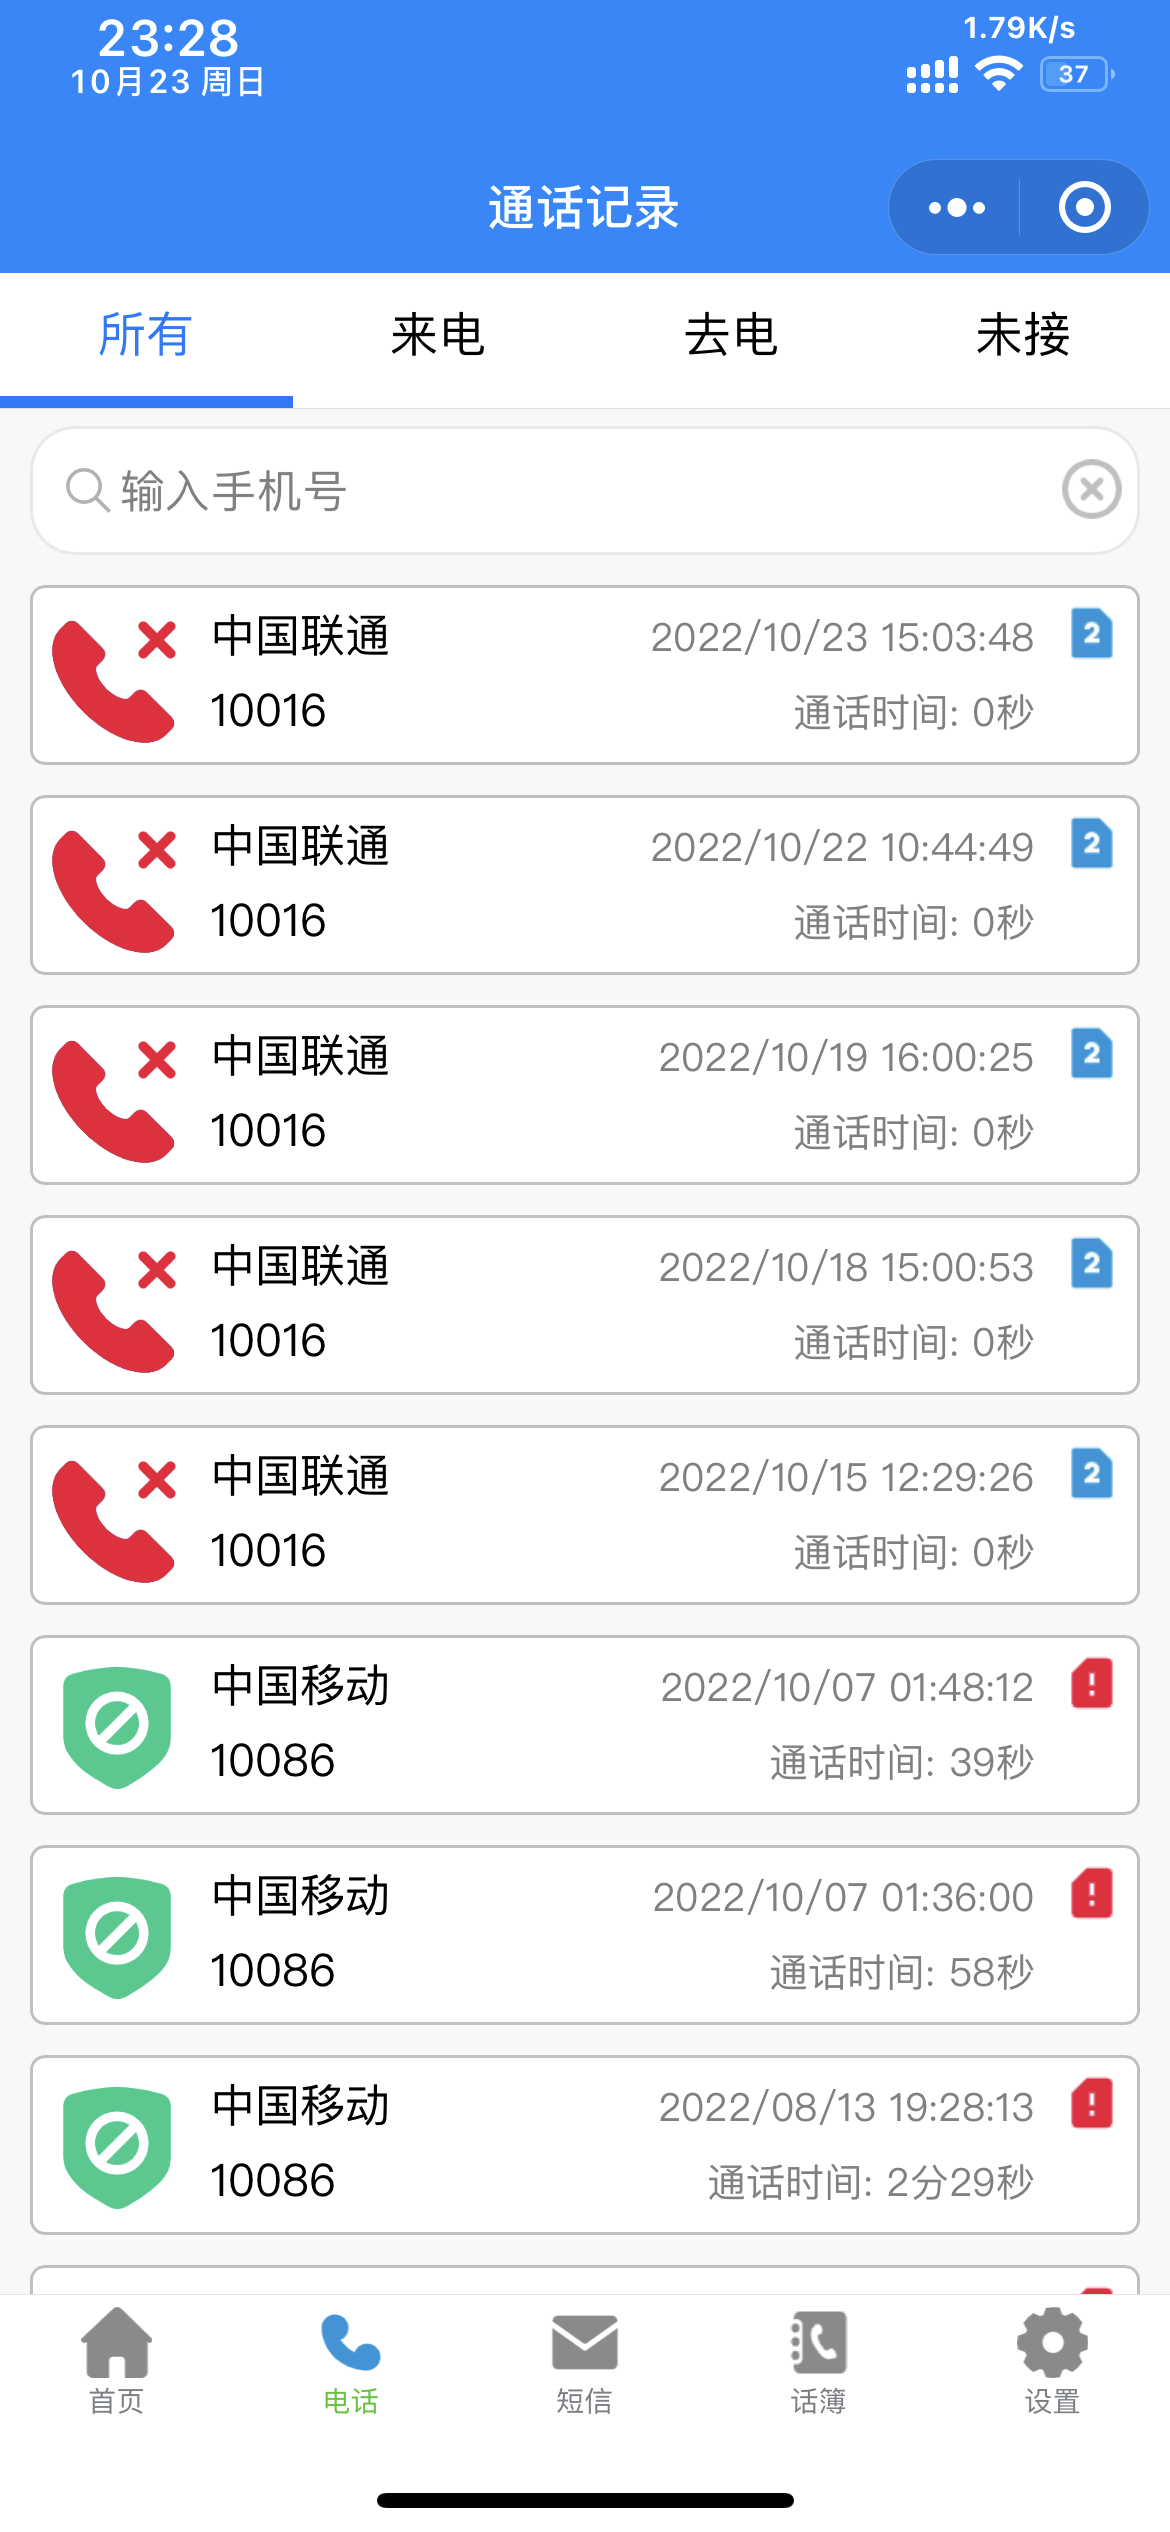 23:28
1.79K/s
10月23 周日
37
通话记录
所有
来电
去电
未接
输入手机号
中国联通
2022/10/23 15:03:48
2
10016
通话时间: 0秒
中国联通
2022/10/22 10:44:49
2
10016
通话时间: 0秒
中国联通
2022/10/19 16:00:25
2
10016
通话时间: 0秒
中国联通
2022/10/18 15:00:53
2
10016
通话时间: 0秒
中国联通
2022/10/15 12:29:26
2
10016
通话时间: 0秒
中国移动
2022/10/07 01:48:12
!
10086
通话时间: 39秒
中国移动
2022/10/07 01:36:00
!
10086
通话时间: 58秒
中国移动
2022/08/13 19:28:13
!
10086
通话时间: 2分29秒
首页
电话
短信
话簿
设置